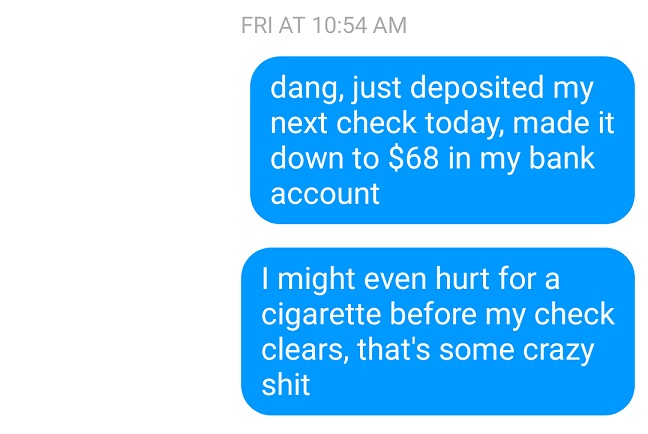 FRI AT 10:54 AM
dang, just deposited my
next check today, made it
down to $68 in my bank
account
I might even hurt for a
cigarette before my check
clears, that's some crazy
shit